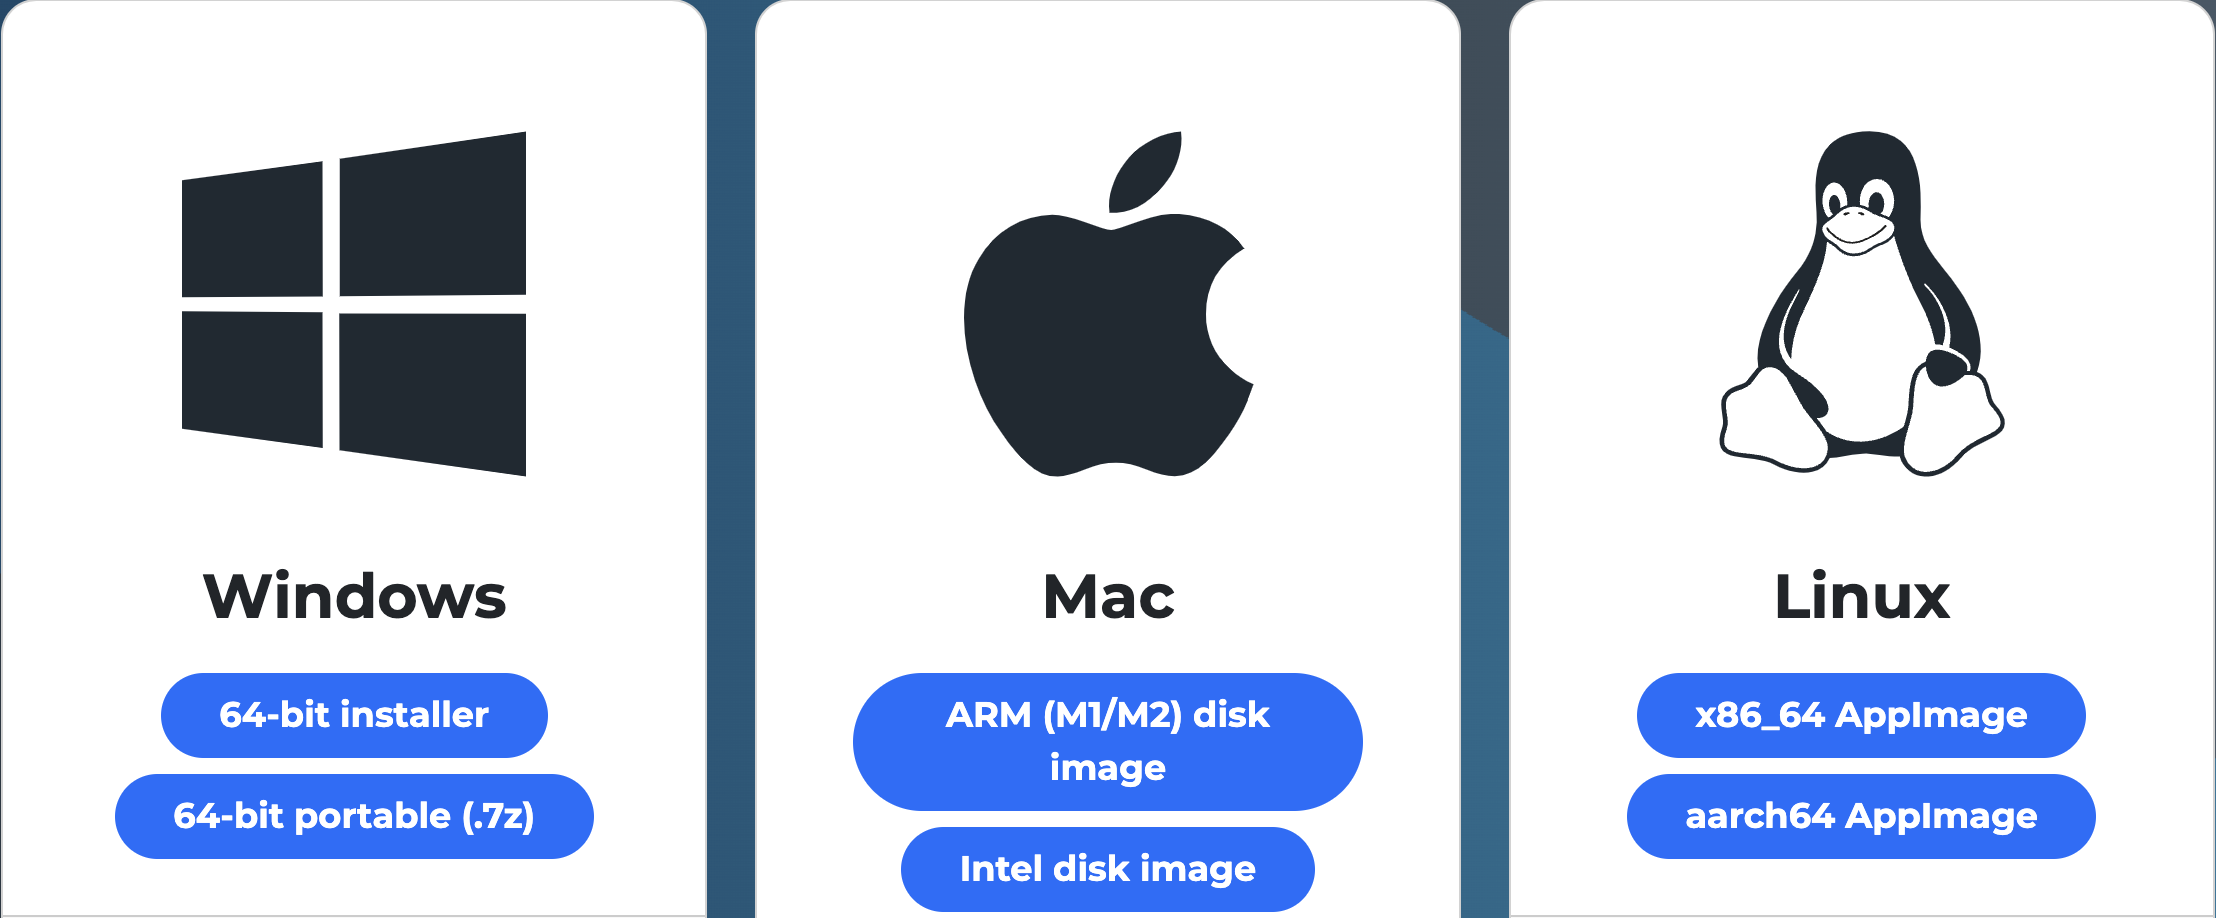 Windows
64-bit installer
64-bit portable (.7z)
Mac
ARM (M1/M2) disk
image
Intel disk image
Linux
x86_64 AppImage
aarch64 AppImage